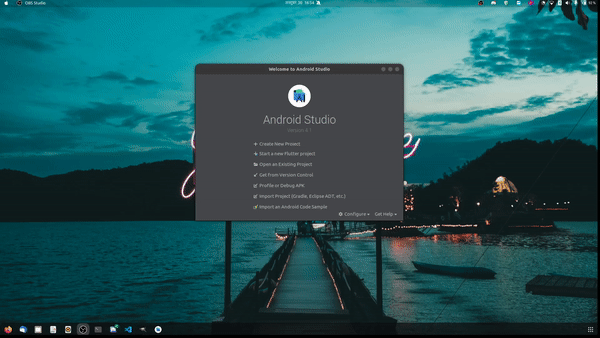 OBS Studio
Welcome to Android Studio
Android Studio
Version 4.1
Create New Project
Start a new Flutter project
Open an Existing Project
Get from Version Control
Profile or Debug APK
Import Project (Gradle, Eclipse ADT, etc.)
Import an Android Code Sample
Configure
Get Help